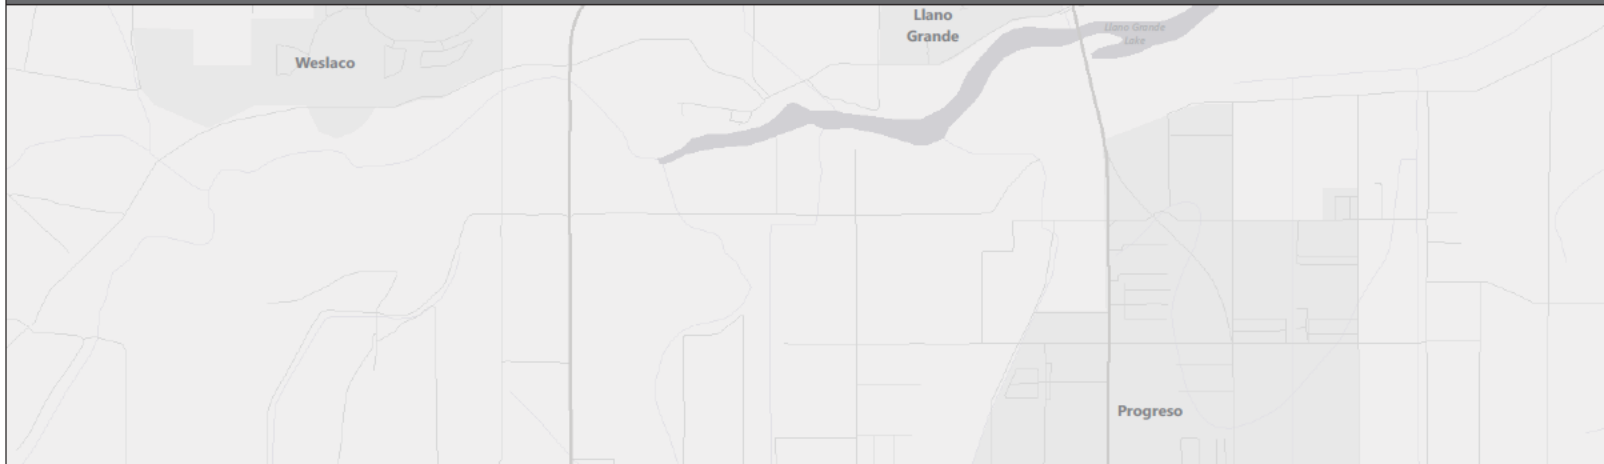 Llano
Grande
Llano Grande
Lake
Weslaco
Progreso